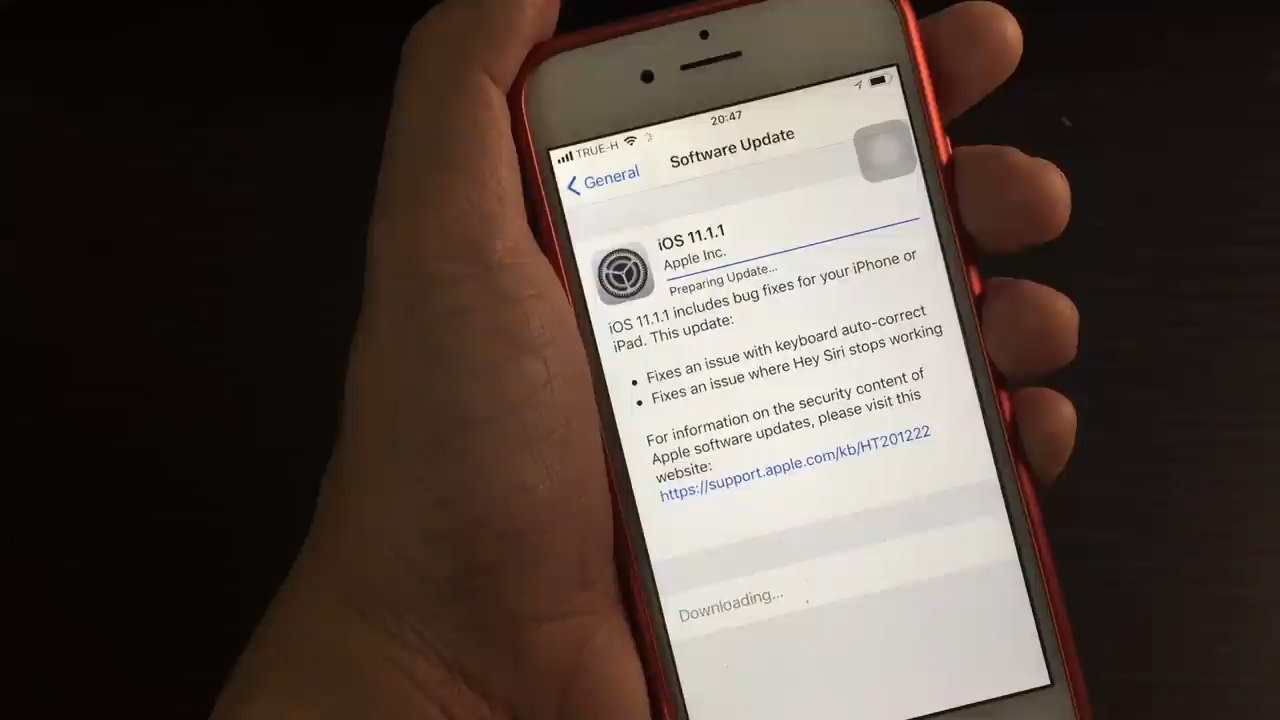 TRUE-H
20:47
General
Software Update
iOS 11.1.1
Apple Inc.
Preparing Update...
iOS 11.1.1 includes bug fixes for your iPhone or
iPad. This update:
• Fixes an issue with keyboard auto-correct
• Fixes an issue where Hey Siri stops working
For information on the security content of
Apple software updates, please visit this
website:
https://support.apple.com/kb/HT201222
Downloading...